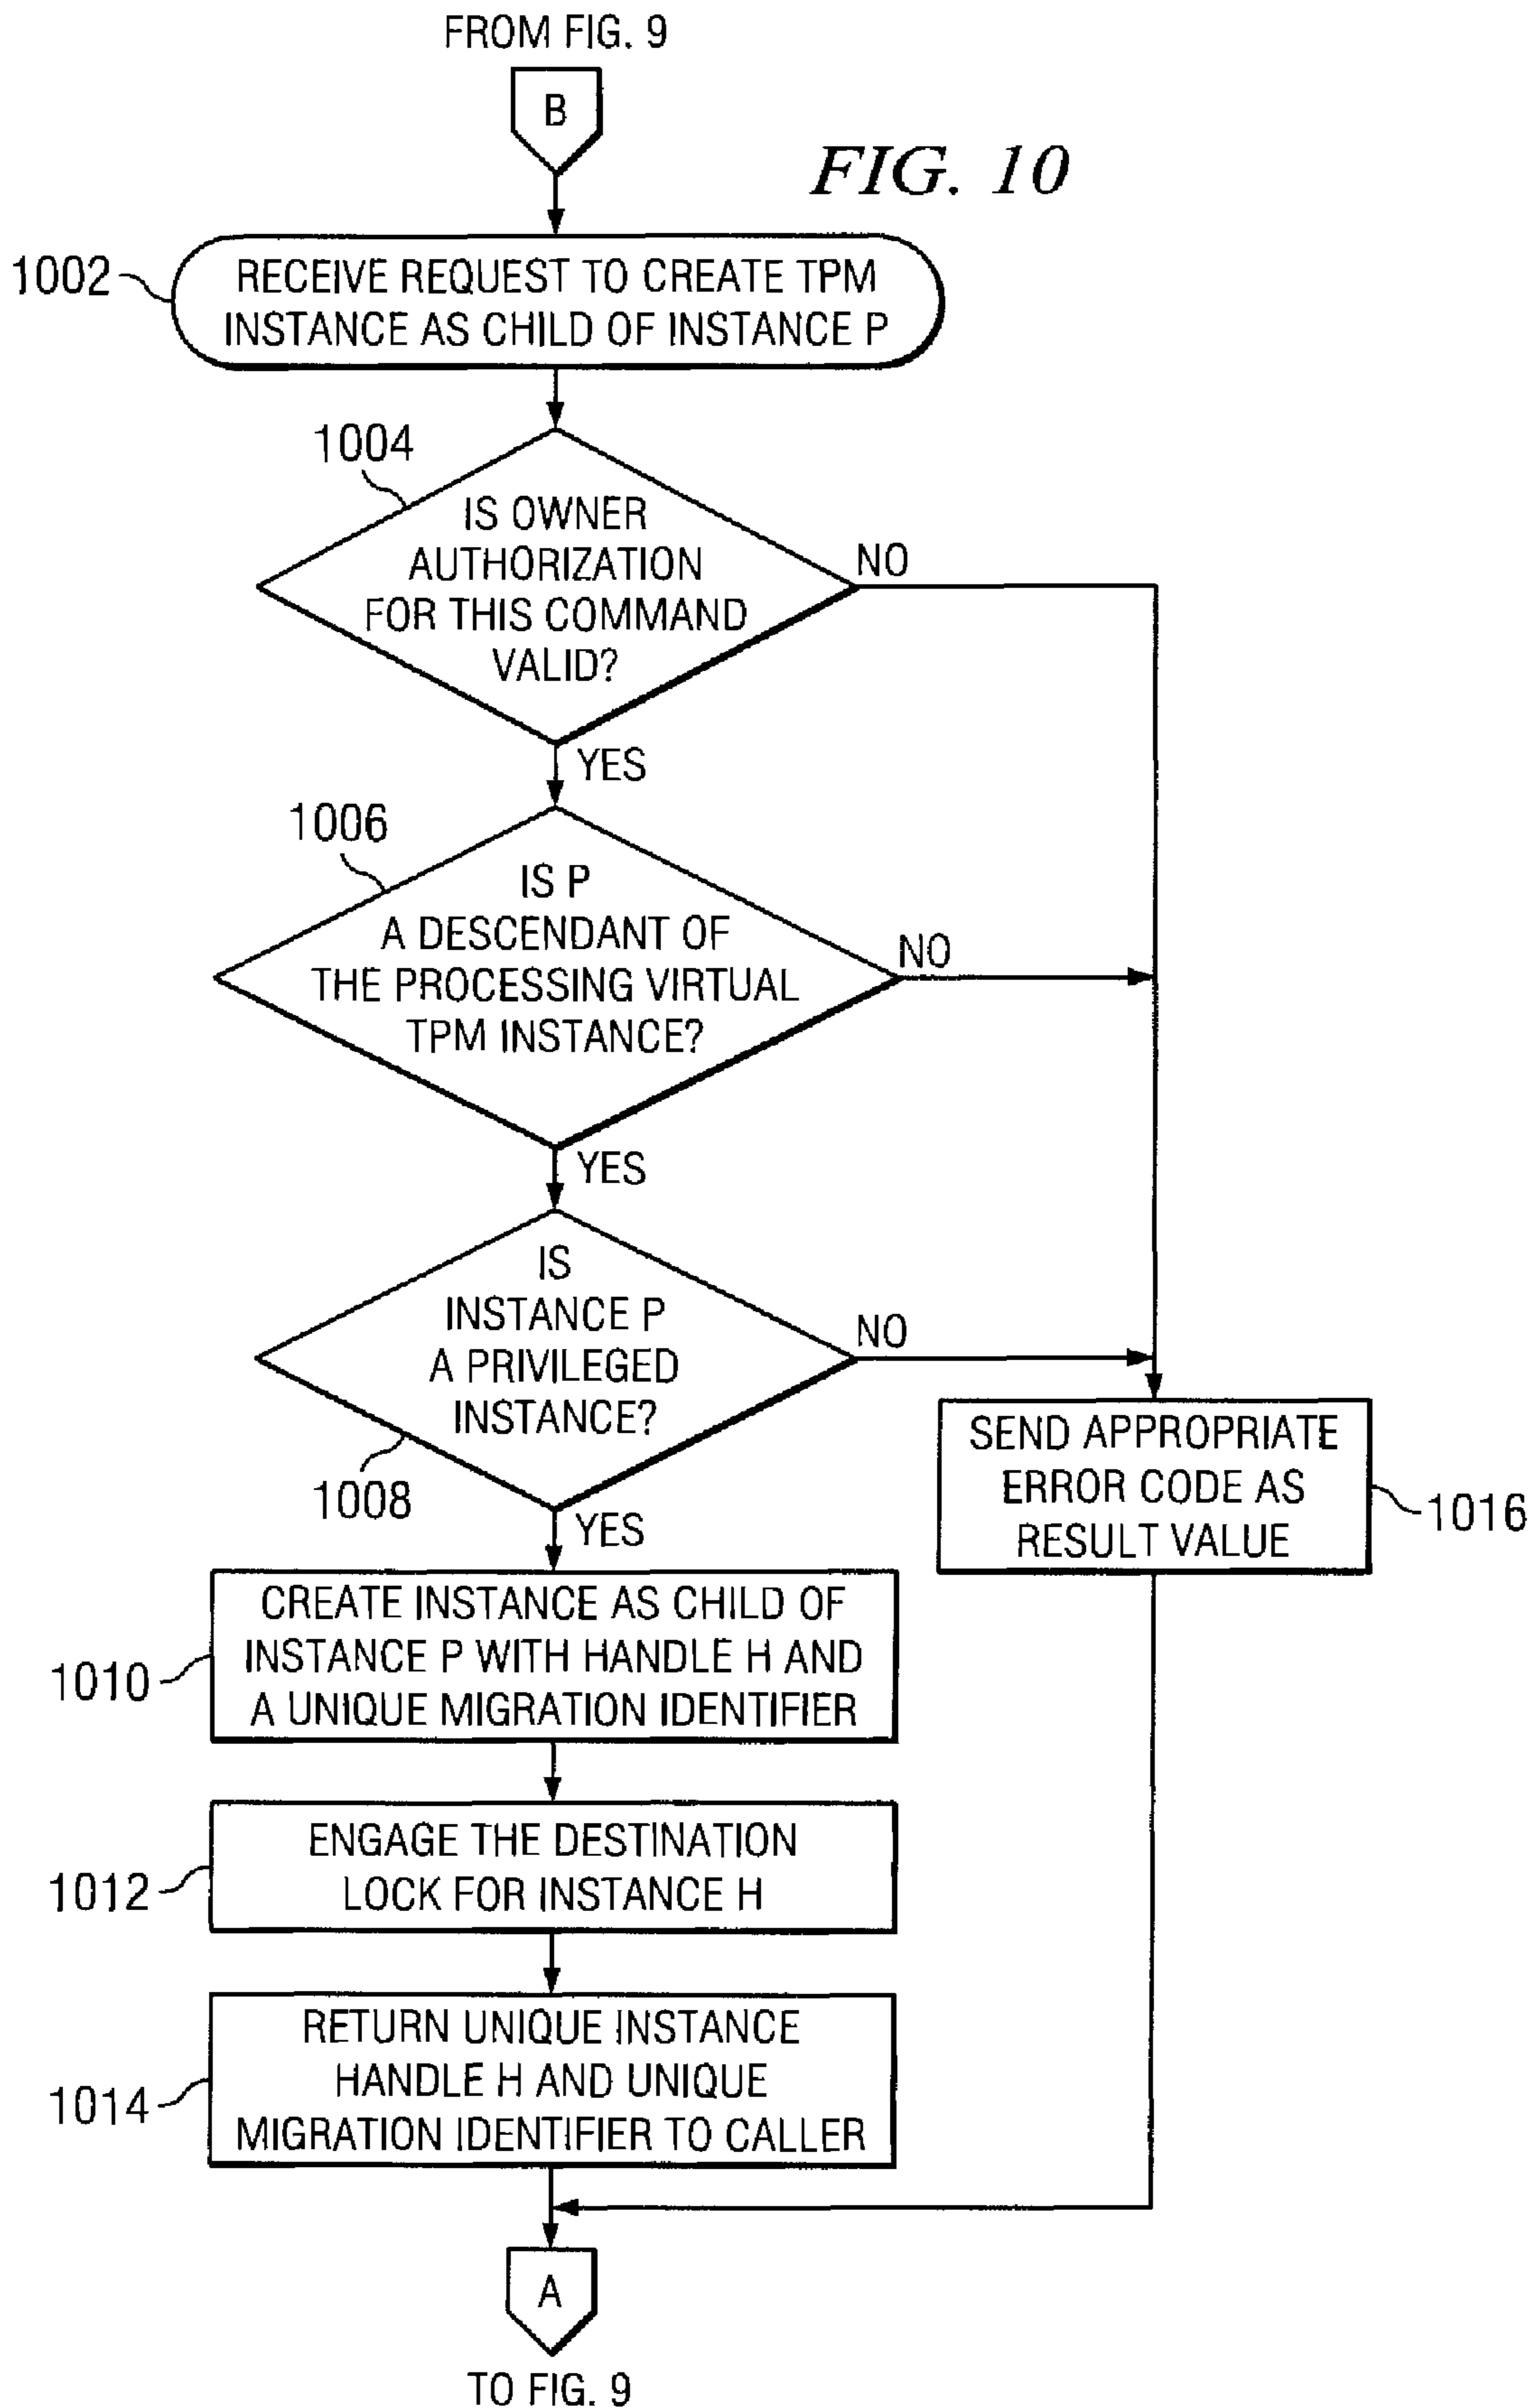 FROM FIG. 9
B
FIG. 10
1002
RECEIVE REQUEST TO CREATE TPM
INSTANCE AS CHILD OF INSTANCE P
1004
IS OWNER
AUTHORIZATION
FOR THIS COMMAND
VALID?
NO
YES
1006
IS P
A DESCENDANT OF
THE PROCESSING VIRTUAL
TPM INSTANCE?
NO
YES
IS
INSTANCE P
A PRIVILEGED
INSTANCE?
NO
1008
YES
SEND APPROPRIATE
ERROR CODE AS
RESULT VALUE
1016
CREATE INSTANCE AS CHILD OF
INSTANCE P WITH HANDLE H AND
A UNIQUE MIGRATION IDENTIFIER
1010
ENGAGE THE DESTINATION
LOCK FOR INSTANCE H
1012
RETURN UNIQUE INSTANCE
HANDLE H AND UNIQUE
MIGRATION IDENTIFIER TO CALLER
1014
A
TO FIG. 9